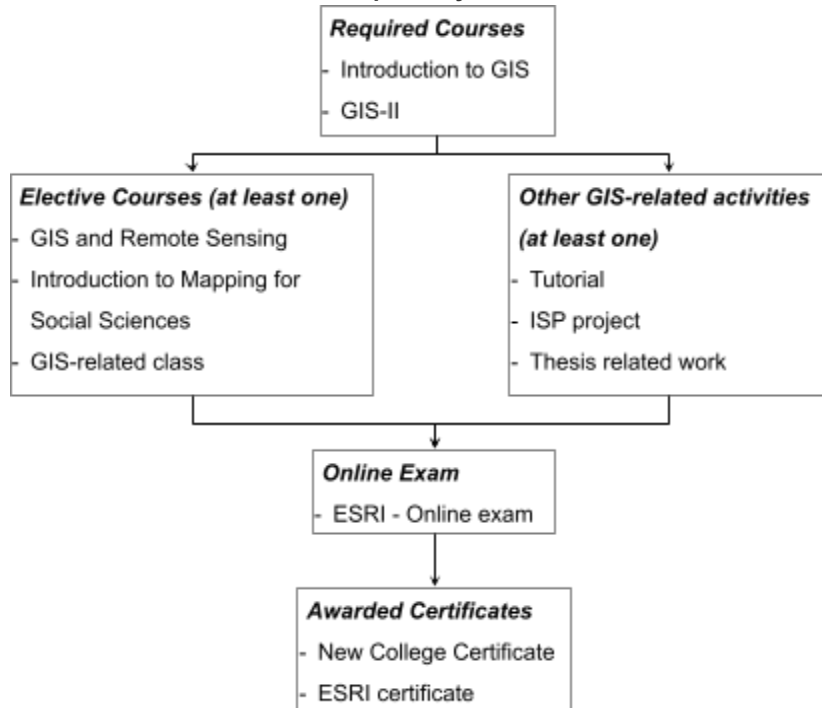 Required Courses
- Introduction to GIS
- GIS-II
Elective Courses (at least one)
- GIS and Remote Sensing
- Introduction to Mapping for
Social Sciences
- GIS-related class
Other GIS-related activities
(at least one)
- Tutorial
- ISP project
- Thesis related work
Online Exam
- ESRI - Online exam
Awarded Certificates
- New College Certificate
- ESRI certificate